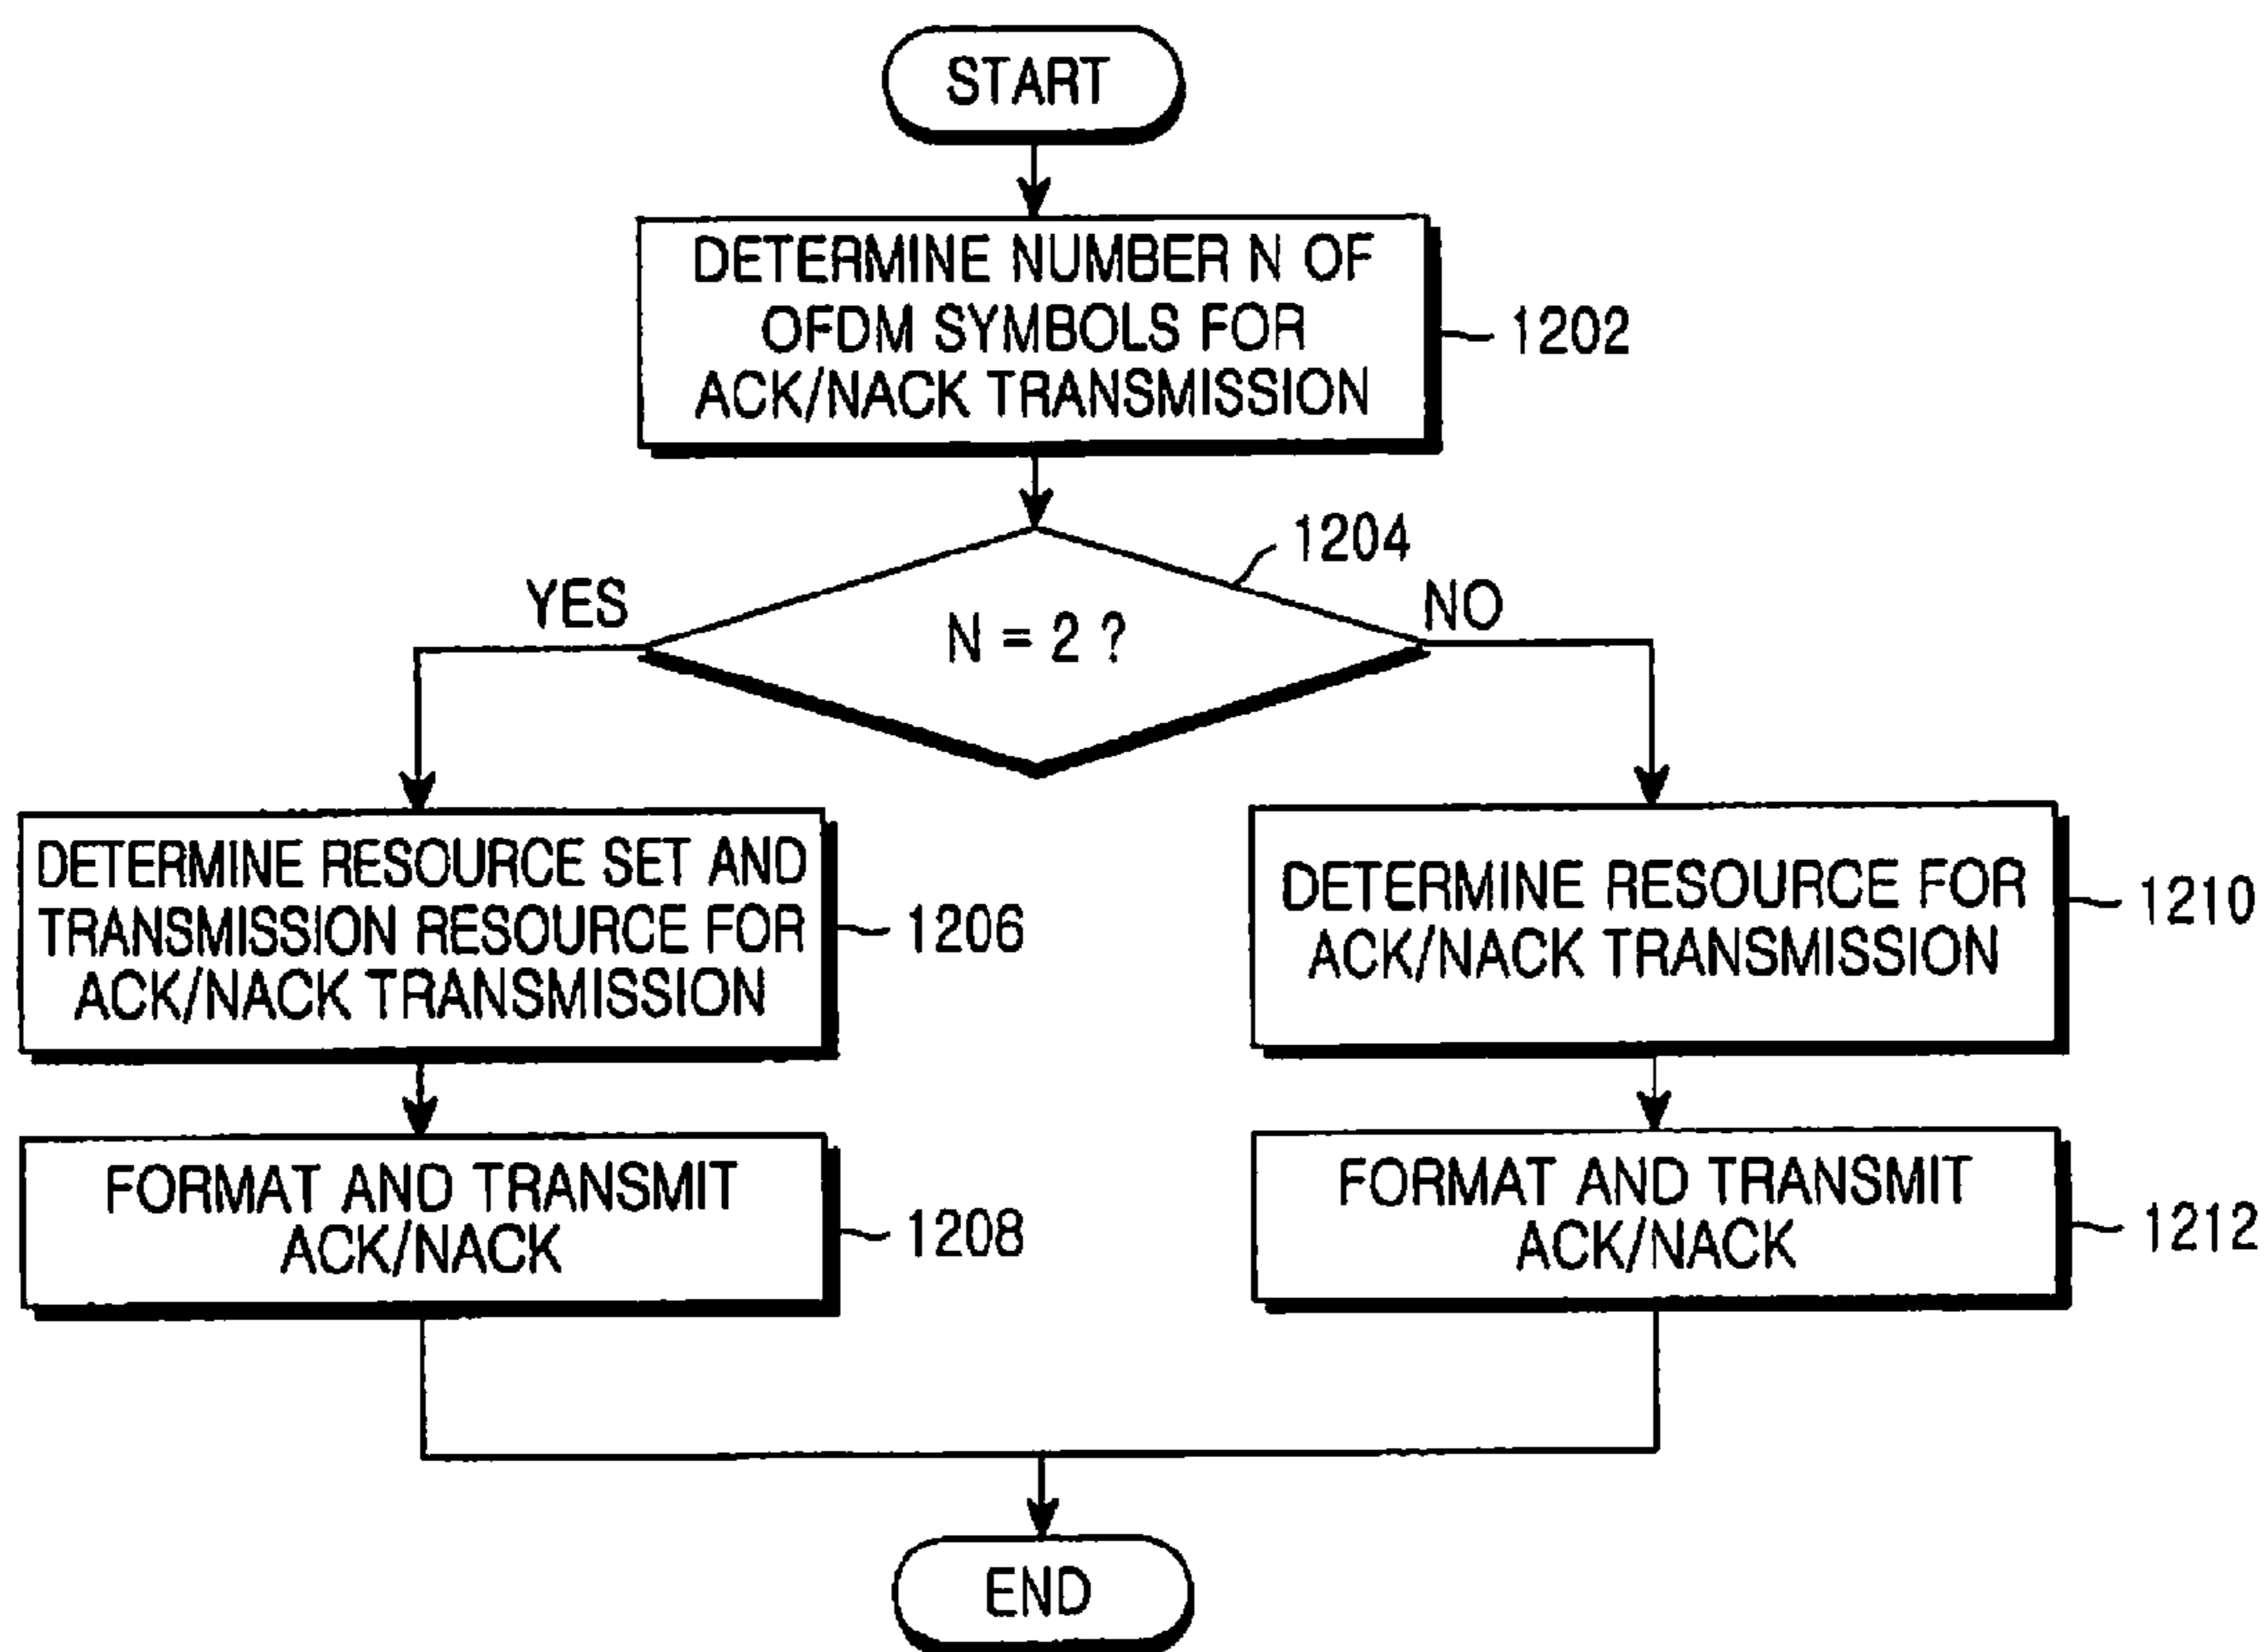 START
DETERMINE NUMBER N OF
OFDM SYMBOLS FOR
ACK/NACK TRANSMISSION
1202
1204
YES
N = 2 ?
NO
DETERMINE RESOURCE SET AND
TRANSMISSION RESOURCE FOR
ACK/NACK TRANSMISSION
1206
DETERMINE RESOURCE FOR
ACK/NACK TRANSMISSION
1210
FORMAT AND TRANSMIT
ACK/NACK
1208
FORMAT AND TRANSMIT
ACK/NACK
1212
END